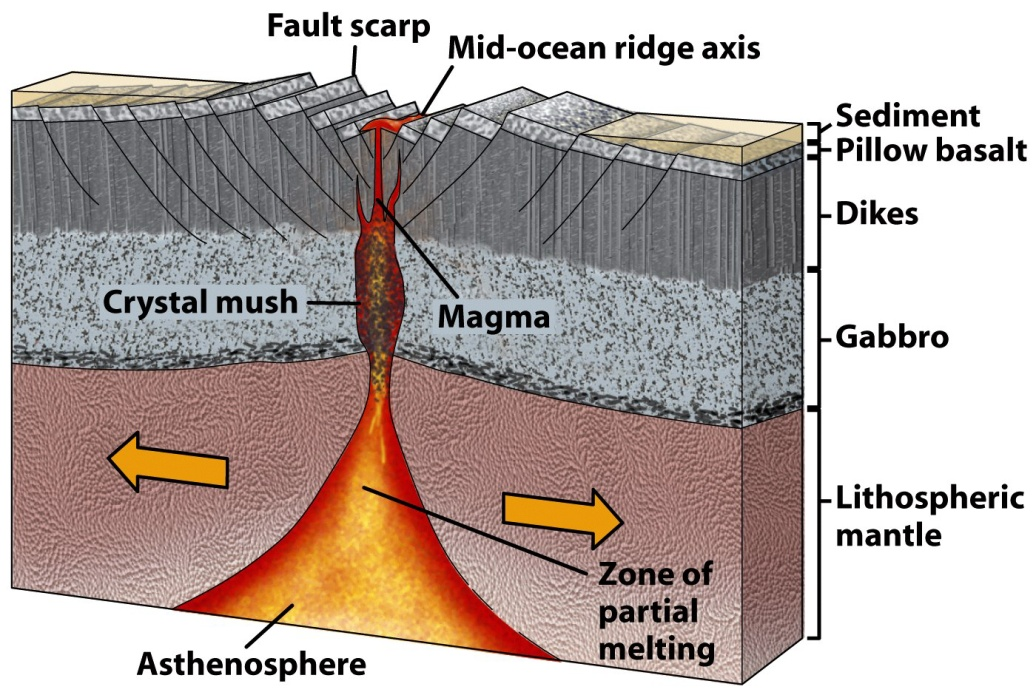 Fault scarp
Mid-ocean ridge axis
Sediment
Pillow basalt
Dikes
Crystal mush
Magma
Gabbro
Lithospheric
mantle
Zone of
partial
melting
Asthenosphere